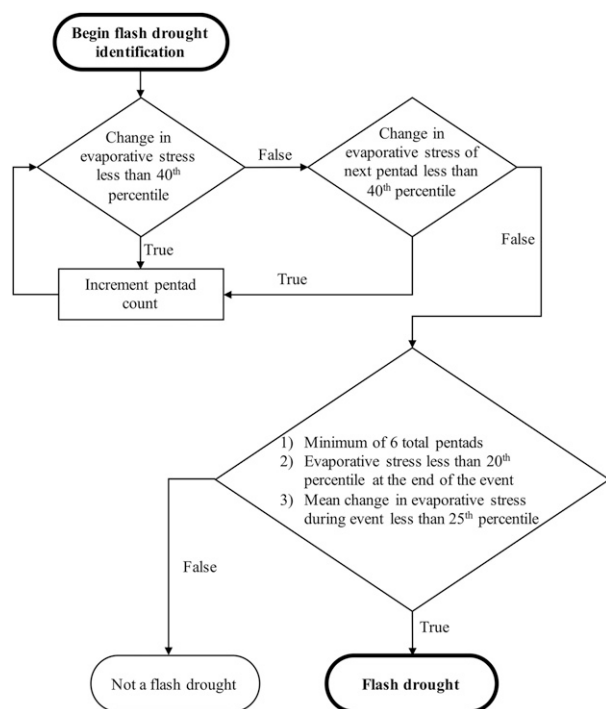 Begin flash drought
identification
Change in
evaporative stress
less than 40th
percentile
False
Change in
evaporative stress of
next pentad less than
40th percentile
True
False
Increment pentad
count
True
1) Minimum of 6 total pentads
2) Evaporative stress less than 20th
percentile at the end of the event
3) Mean change in evaporative stress
during event less than 25th percentile
False
True
Not a flash drought
Flash drought